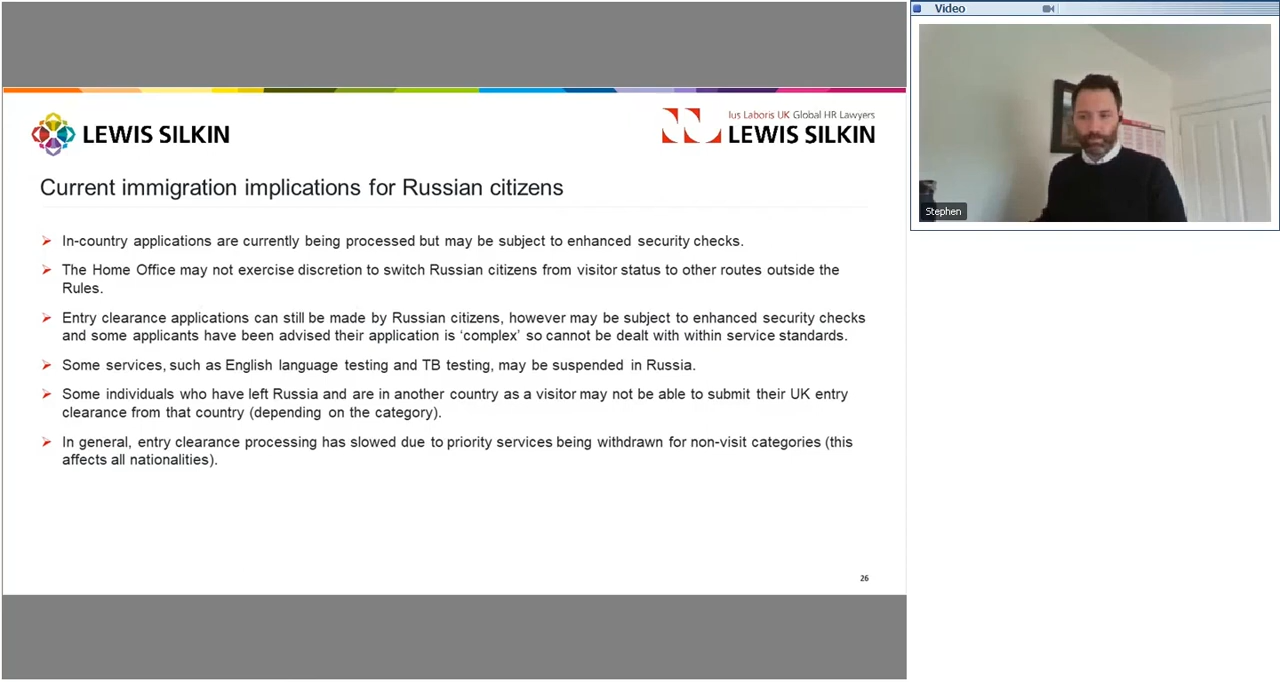 Video
Stephen
LEWIS SILKIN
Ius Laboris UK Global HR Lawyers
LEWIS SILKIN
Current immigration implications for Russian citizens
In-country applications are currently being processed but may be subject to enhanced security checks.
The Home Office may not exercise discretion to switch Russian citizens from visitor status to other routes outside the
Rules.
Entry clearance applications can still be made by Russian citizens, however may be subject to enhanced security checks
and some applicants have been advised their application is ‘complex’ so cannot be dealt with within service standards.
Some services, such as English language testing and TB testing, may be suspended in Russia.
Some individuals who have left Russia and are in another country as a visitor may not be able to submit their UK entry
clearance from that country (depending on the category).
In general, entry clearance processing has slowed due to priority services being withdrawn for non-visit categories (this
affects all nationalities).
26